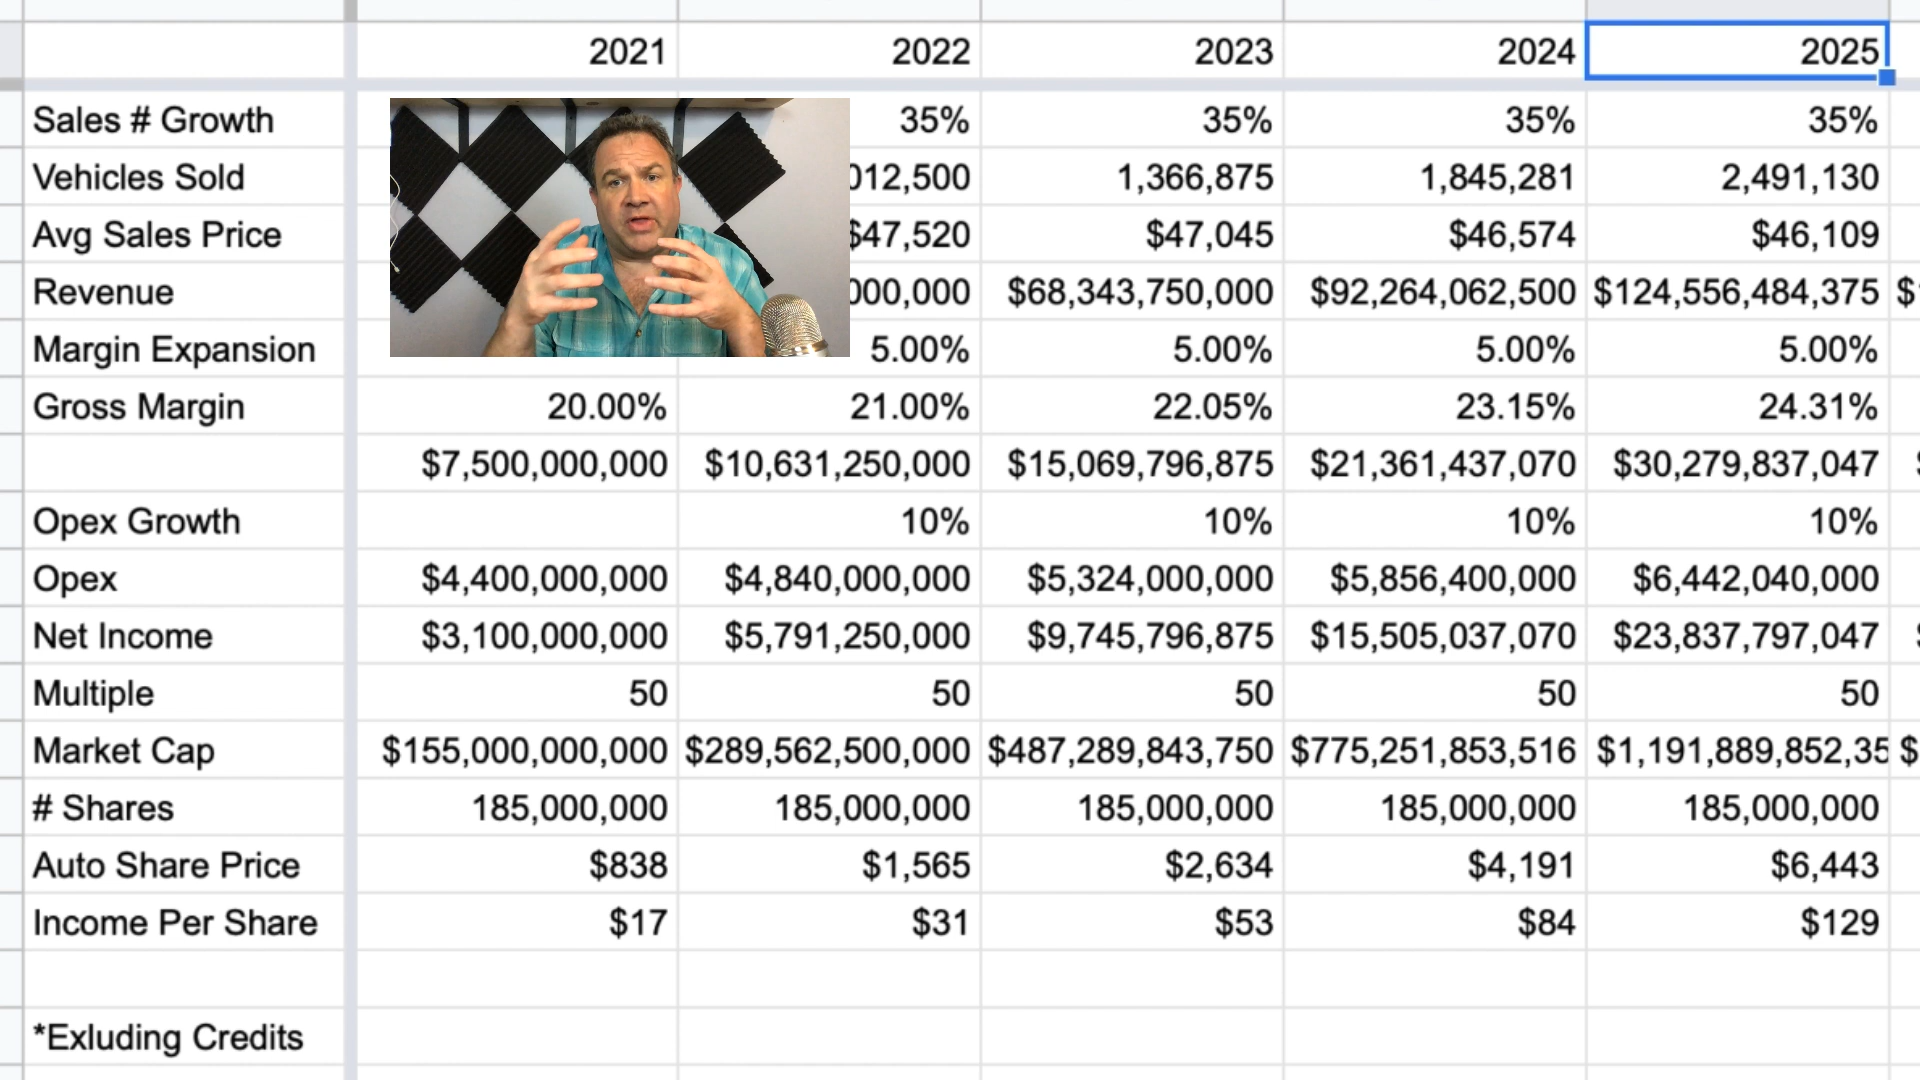 2021 2022 2023 2024 2025
Sales # Growth 35% 35% 35% 35%
Vehicles Sold 012,500 1,366,875 1,845,281 2,491,130
Avg Sales Price $47,520 $47,045 $46,574 $46,109
Revenue 000,000 $68,343,750,000 $92,264,062,500 $124,556,484,375 $
Margin Expansion 5.00% 5.00% 5.00% 5.00%
Gross Margin 20.00% 21.00% 22.05% 23.15% 24.31%
$7,500,000,000 $10,631,250,000 $15,069,796,875 $21,361,437,070 $30,279,837,047
Opex Growth 10% 10% 10% 10%
Opex $4,400,000,000 $4,840,000,000 $5,324,000,000 $5,856,400,000 $6,442,040,000
Net Income $3,100,000,000 $5,791,250,000 $9,745,796,875 $15,505,037,070 $23,837,797,047
Multiple 50 50 50 50 50
Market Cap $155,000,000,000 $289,562,500,000 $487,289,843,750 $775,251,853,516 $1,191,889,852,35 $
# Shares 185,000,000 185,000,000 185,000,000 185,000,000 185,000,000
Auto Share Price $838 $1,565 $2,634 $4,191 $6,443
Income Per Share $17 $31 $53 $84 $129
*Exluding Credits